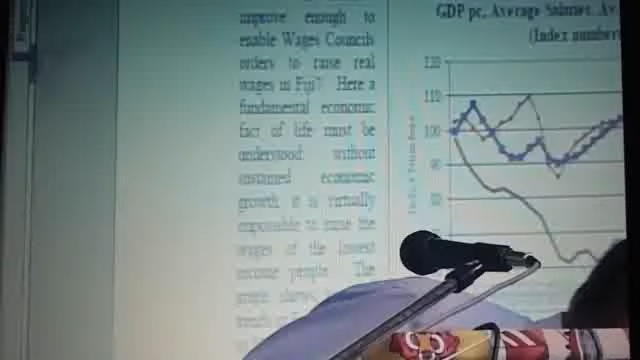 improve enough to
enable Wages Councils
orders to raise real
wages in Fiji? Here a
fundamental economic
fact of life must be
understood: without
sustained economic
growth, it is virtually
impossible to raise the
wages of the lowest
income people. The
GDP pc, Average Salaries, Av
(Index number
120
110
100
90
80